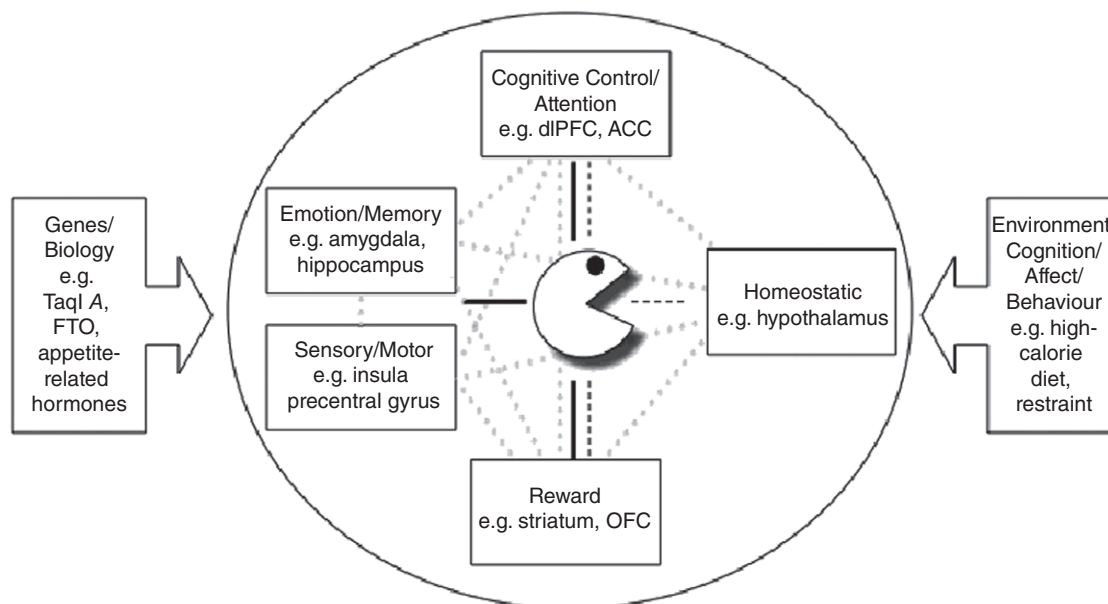 Cognitive Control/
Attention
e.g. dlPFC, ACC
Genes/
Biology
e.g.
TaqI A,
FTO,
appetite-
related
hormones
Emotion/Memory
e.g. amygdala,
hippocampus
Sensory/Motor
e.g. insula
precentral gyrus
Homeostatic
e.g. hypothalamus
Reward
e.g. striatum, OFC
Environment
Cognition/
Affect/
Behaviour
e.g. high-
calorie
diet,
restraint